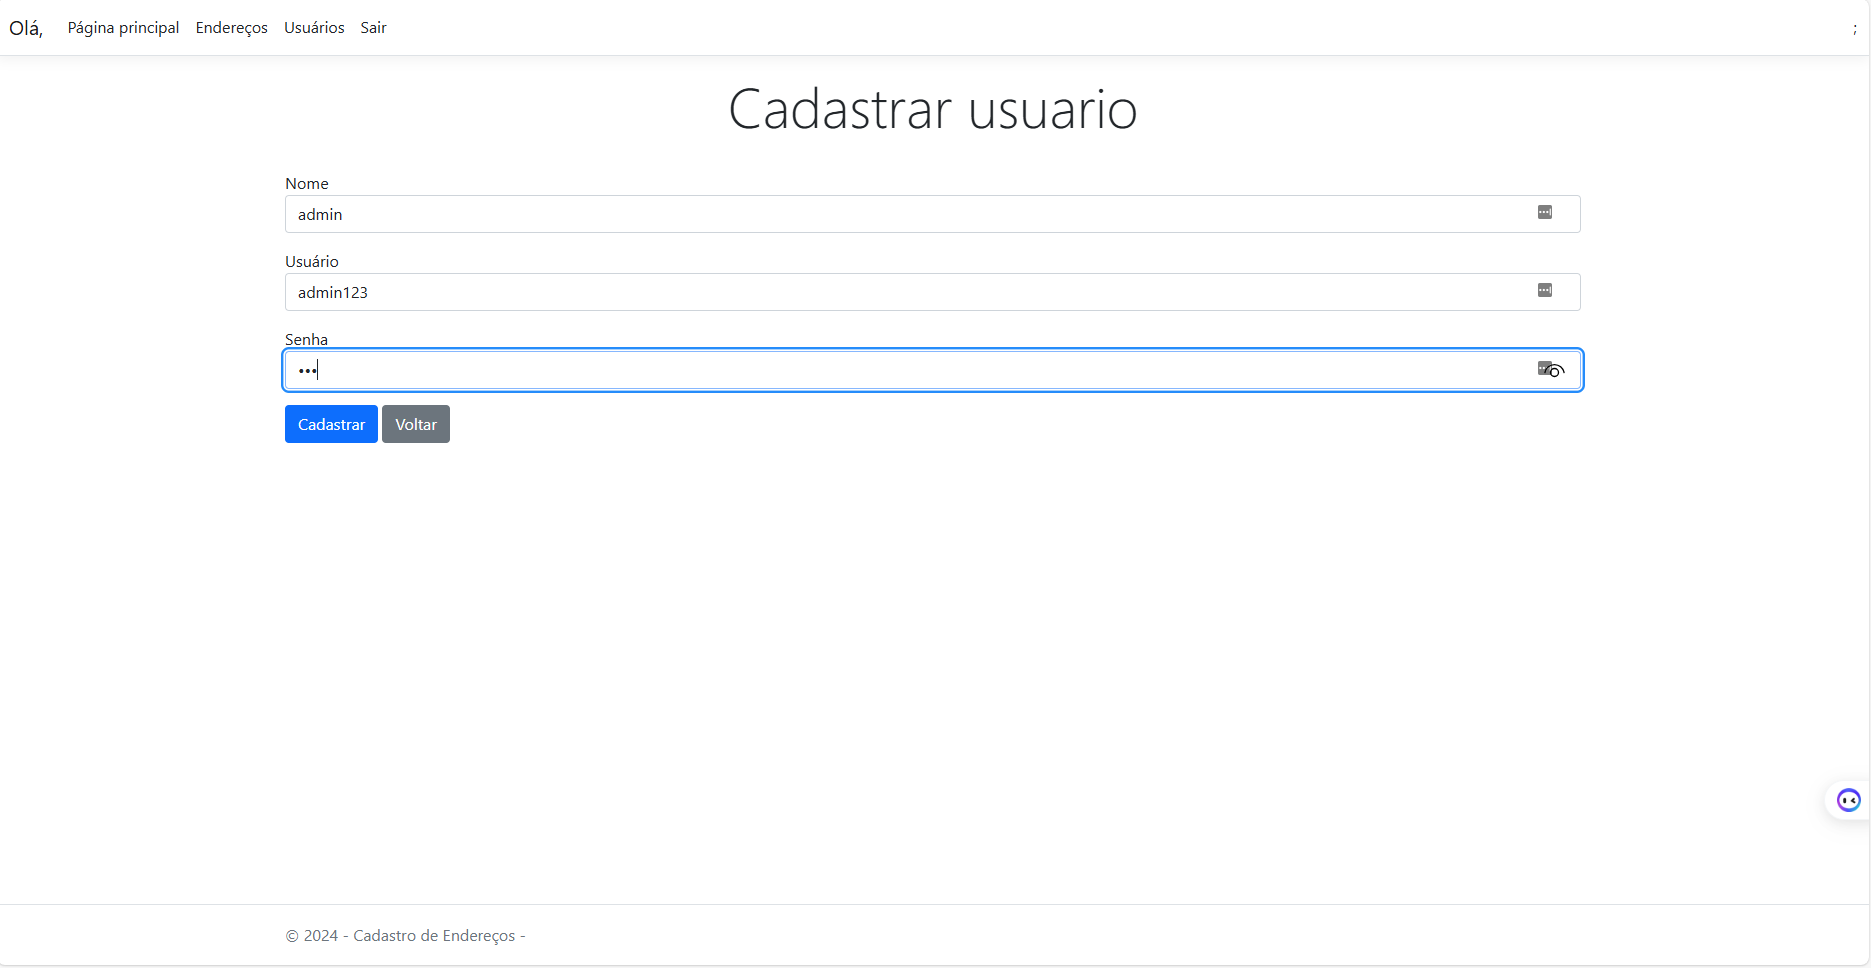 Olá, Página principal Endereços Usuários Sair ;
Cadastrar usuario
Nome
admin
Usuário
admin123
Senha
•••
Cadastrar Voltar
© 2024 - Cadastro de Endereços -